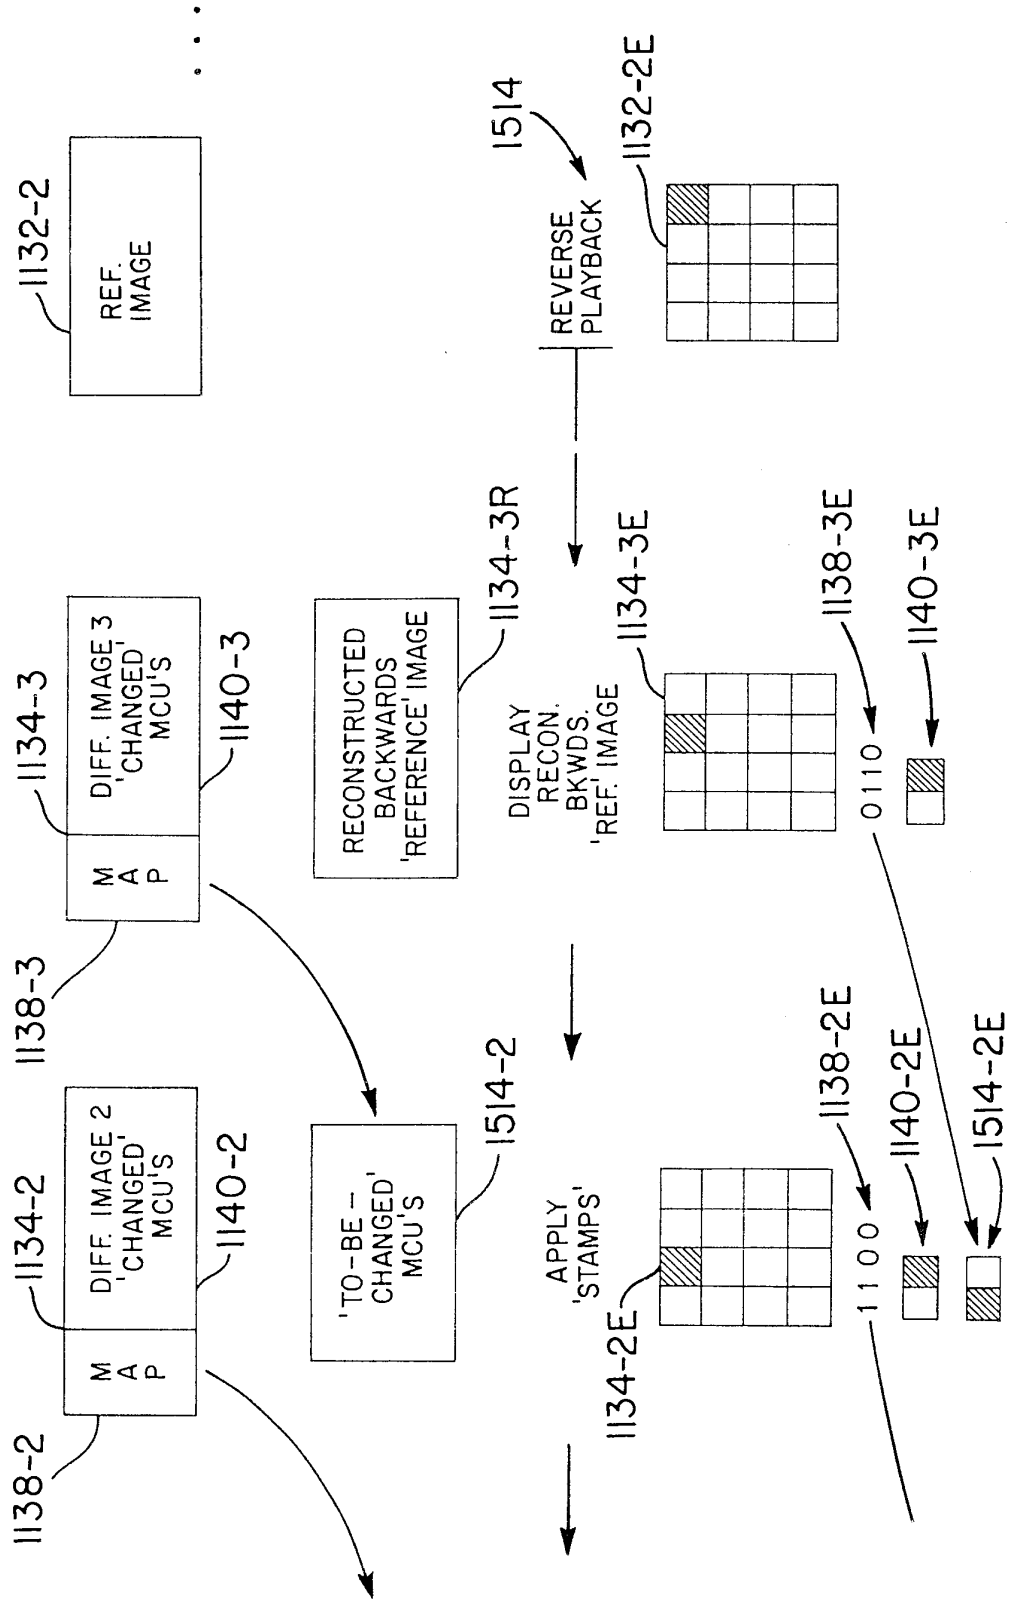 1138-2
1134-2
1138-3
1134-3
1132-2
M
A
P
DIFF. IMAGE 2
'CHANGED'
MCU'S
M
A
P
DIFF. IMAGE 3
'CHANGED'
MCU'S
REF.
IMAGE
...
1140-2
1140-3
'TO-BE-
CHANGED'
MCU'S
RECONSTRUCTED
BACKWARDS
'REFERENCE' IMAGE
1514-2
1134-3R
1514
APPLY
'STAMPS'
DISPLAY
RECON.
BKWDS.
'REF.' IMAGE
REVERSE
PLAYBACK
1134-2E
1134-3E
1132-2E
1100
1138-2E
0110
1138-3E
1140-2E
1140-3E
1514-2E